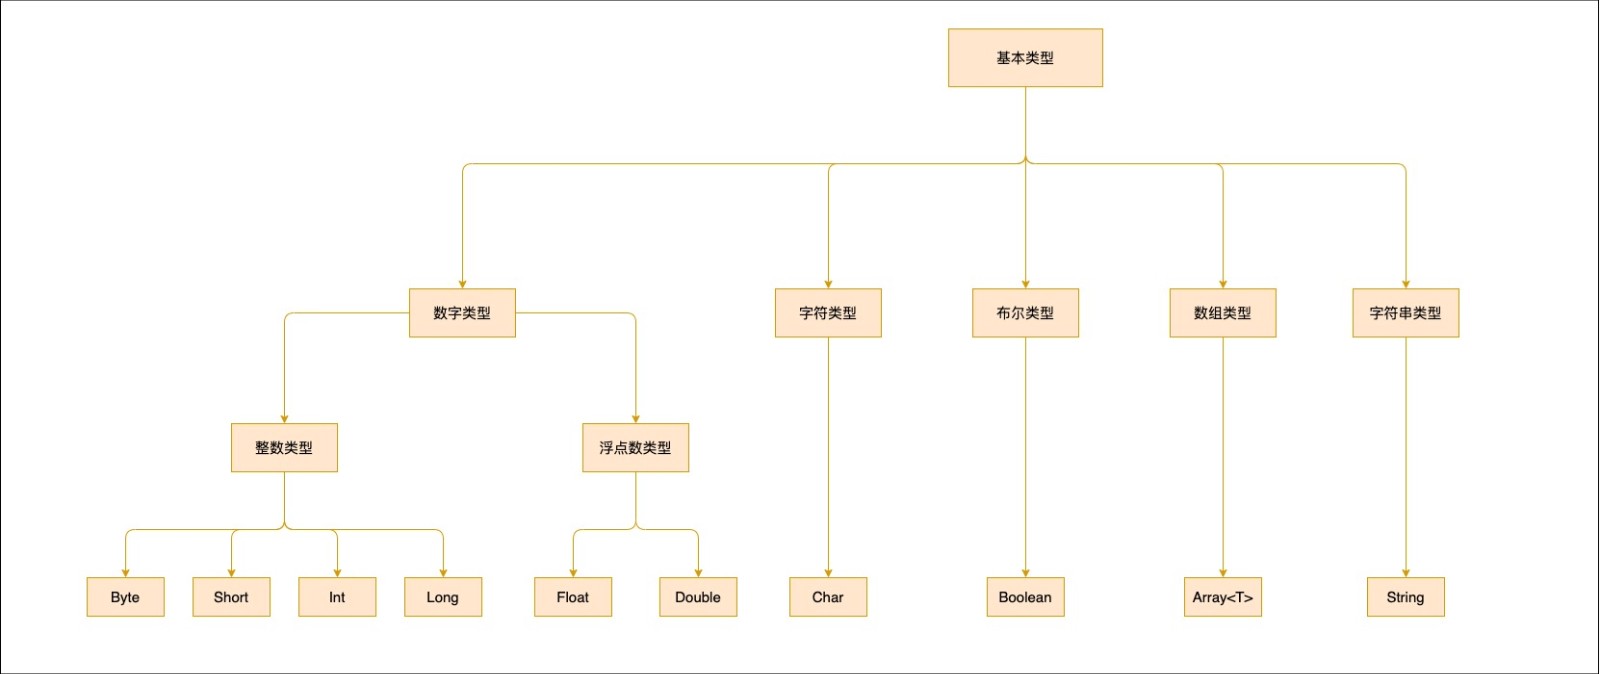 基本类型
数字类型
字符类型
布尔类型
数组类型
字符串类型
整数类型
浮点数类型
Byte
Short
Int
Long
Float
Double
Char
Boolean
Array<T>
String